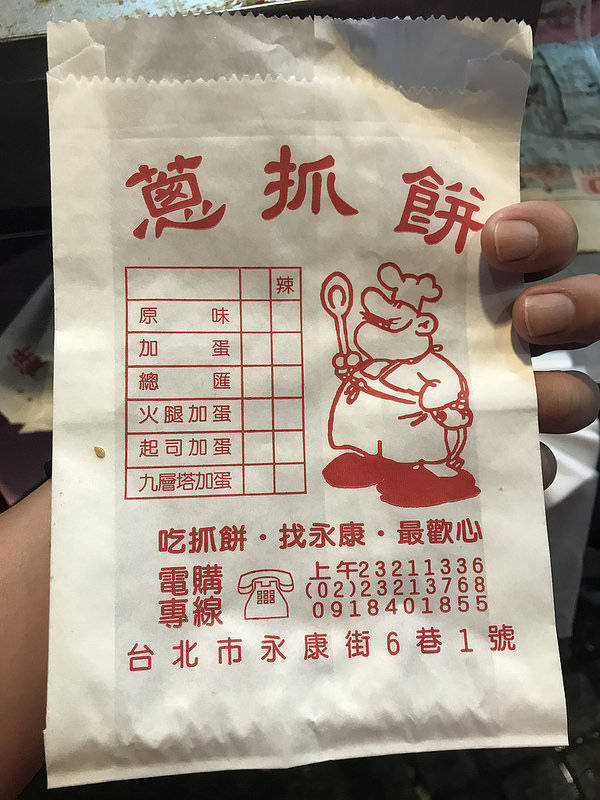 蔥抓餅
辣
原味
加蛋
總匯
火腿加蛋
起司加蛋
九層塔加蛋
吃抓餅・找永康・最歡心
電購專線
上午23211336
(02)23213768
0918401855
台北市永康街6巷1號